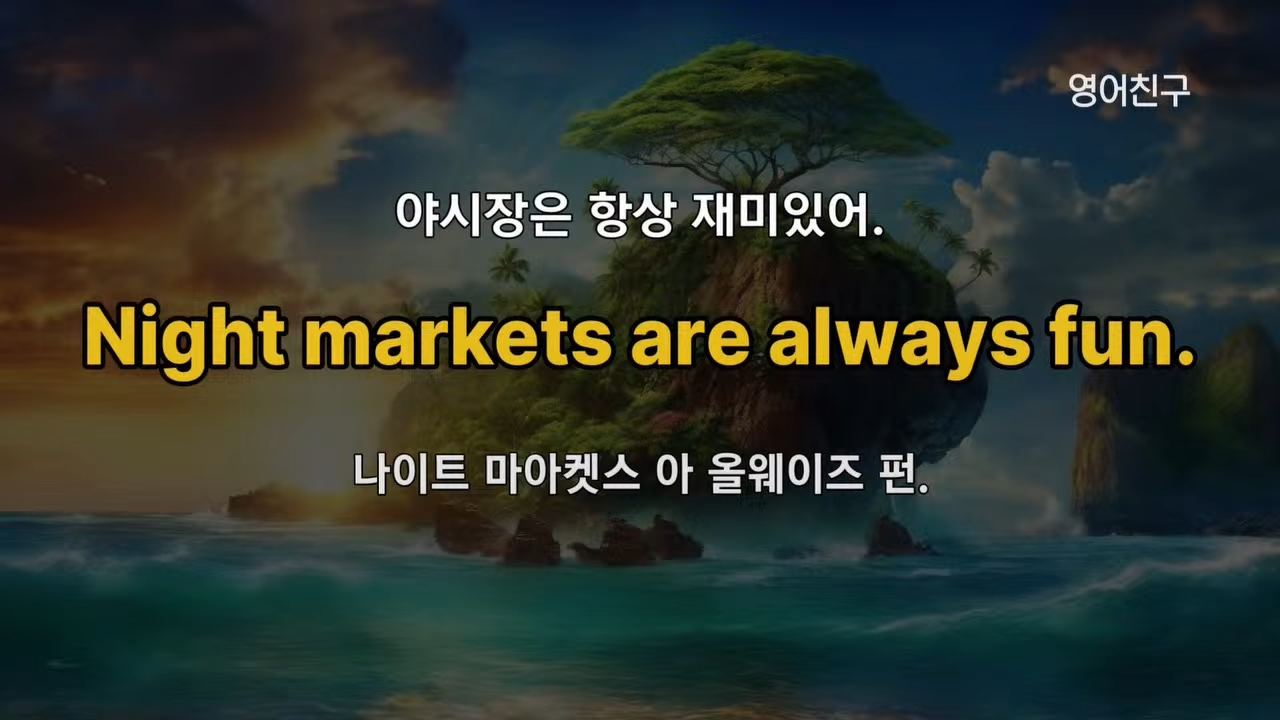 영어친구
야시장은 항상 재미있어.
Night markets are always fun.
나이트 마아켓스 아 올웨이즈 펀.